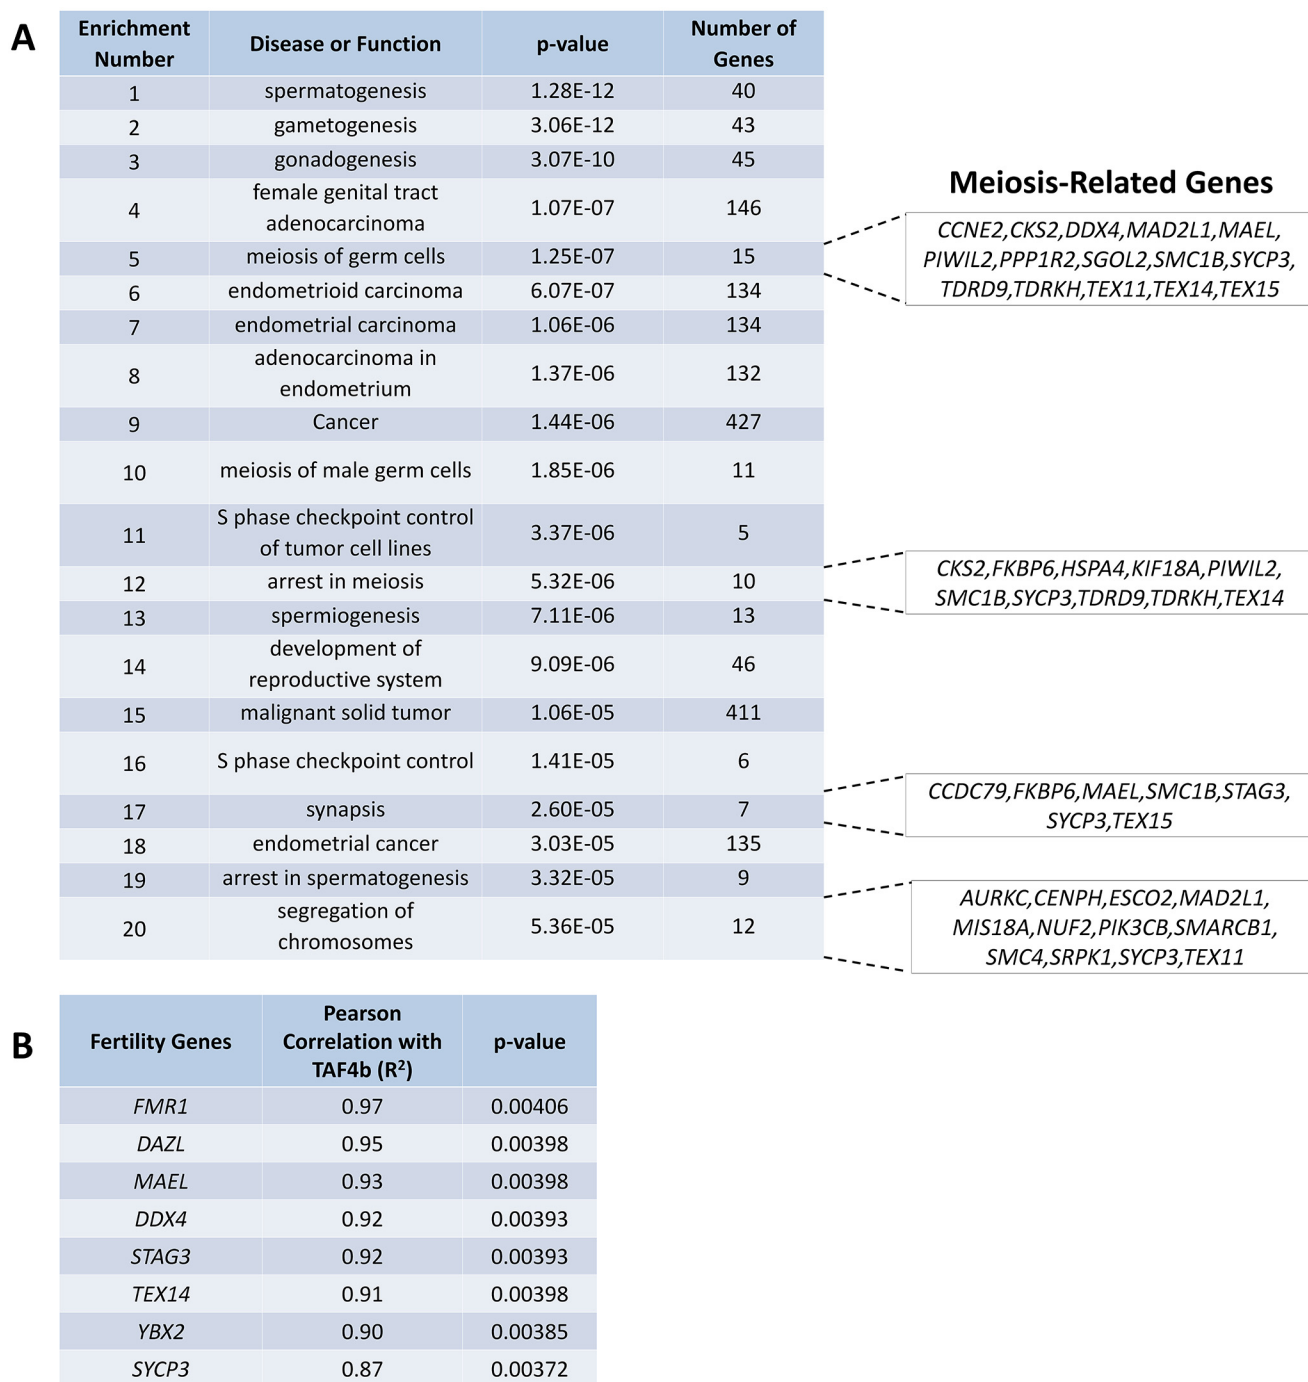 A
Enrichment Number | Disease or Function | p-value | Number of Genes
1 | spermatogenesis | 1.28E-12 | 40
2 | gametogenesis | 3.06E-12 | 43
3 | gonadogenesis | 3.07E-10 | 45
4 | female genital tract adenocarcinoma | 1.07E-07 | 146
5 | meiosis of germ cells | 1.25E-07 | 15
6 | endometrioid carcinoma | 6.07E-07 | 134
7 | endometrial carcinoma | 1.06E-06 | 134
8 | adenocarcinoma in endometrium | 1.37E-06 | 132
9 | Cancer | 1.44E-06 | 427
10 | meiosis of male germ cells | 1.85E-06 | 11
11 | S phase checkpoint control of tumor cell lines | 3.37E-06 | 5
12 | arrest in meiosis | 5.32E-06 | 10
13 | spermiogenesis | 7.11E-06 | 13
14 | development of reproductive system | 9.09E-06 | 46
15 | malignant solid tumor | 1.06E-05 | 411
16 | S phase checkpoint control | 1.41E-05 | 6
17 | synapsis | 2.60E-05 | 7
18 | endometrial cancer | 3.03E-05 | 135
19 | arrest in spermatogenesis | 3.32E-05 | 9
20 | segregation of chromosomes | 5.36E-05 | 12
Meiosis-Related Genes
CCNE2,CKS2,DDX4,MAD2L1,MAEL,
PIWIL2,PPP1R2,SGOL2,SMC1B,SYCP3,
TDRD9,TDRKH,TEX11,TEX14,TEX15
CKS2,FKBP6,HSPA4,KIF18A,PIWIL2,
SMC1B,SYCP3,TDRD9,TDRKH,TEX14
CCDC79,FKBP6,MAEL,SMC1B,STAG3,
SYCP3,TEX15
AURKC,CENPH,ESCO2,MAD2L1,
MIS18A,NUF2,PIK3CB,SMARCB1,
SMC4,SRPK1,SYCP3,TEX11
B
Fertility Genes | Pearson Correlation with TAF4b (R²) | p-value
FMR1 | 0.97 | 0.00406
DAZL | 0.95 | 0.00398
MAEL | 0.93 | 0.00398
DDX4 | 0.92 | 0.00393
STAG3 | 0.92 | 0.00393
TEX14 | 0.91 | 0.00398
YBX2 | 0.90 | 0.00385
SYCP3 | 0.87 | 0.00372